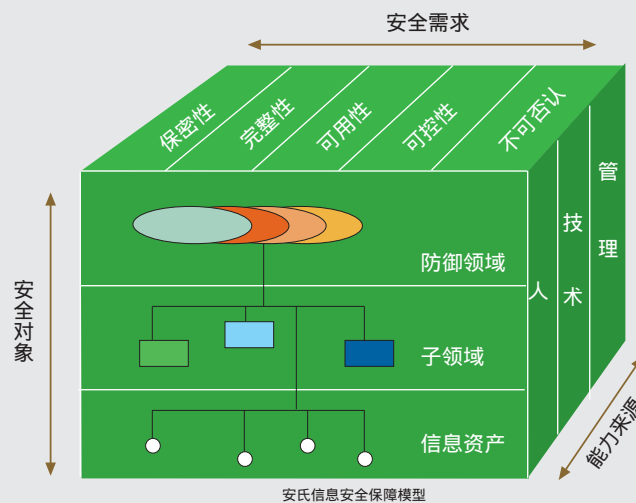 安全需求
保密性
完整性
可用性
可控性
不可否认
管理
技术
人
防御领域
子领域
信息资产
安全对象
能力来源
安氏信息安全保障模型